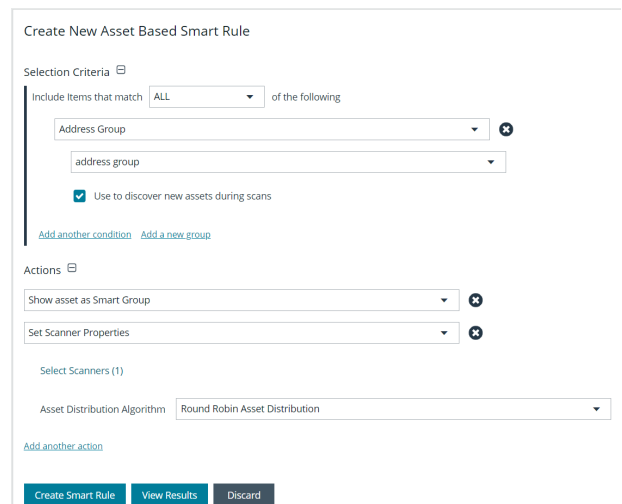 Create New Asset Based Smart Rule
Selection Criteria
Include Items that match ALL of the following
Address Group
address group
Use to discover new assets during scans
Add another condition Add a new group
Actions
Show asset as Smart Group
Set Scanner Properties
Select Scanners (1)
Asset Distribution Algorithm Round Robin Asset Distribution
Add another action
Create Smart Rule View Results Discard